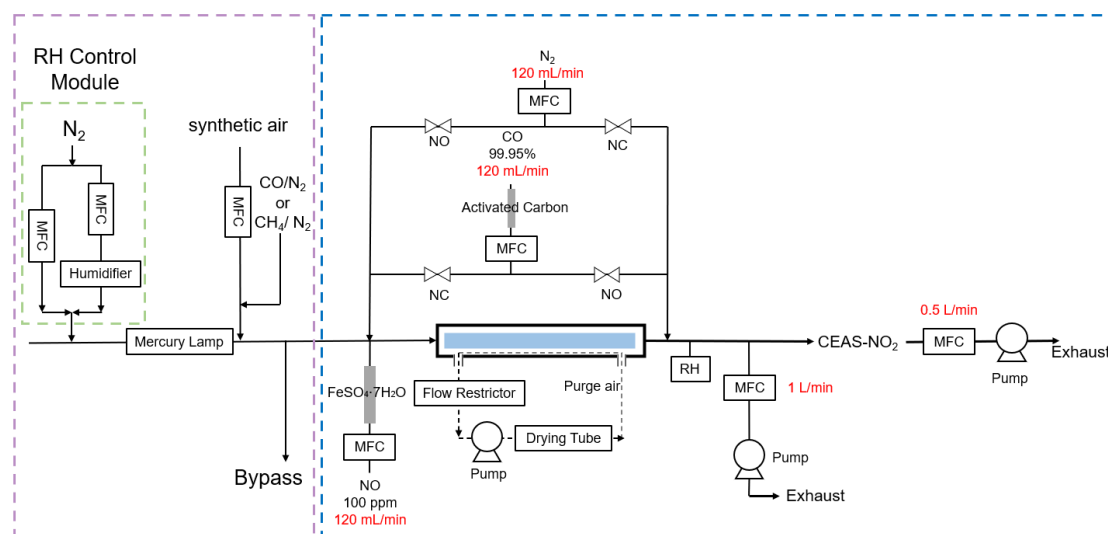 RH Control
Module
N₂
MFC
MFC
Humidifier
synthetic air
MFC
CO/N₂
or
CH₄/ N₂
Mercury Lamp
Bypass
N₂
120 mL/min
MFC
NO
NC
CO
99.95%
120 mL/min
Activated Carbon
MFC
NC
NO
FeSO₄·7H₂O
MFC
NO
100 ppm
120 mL/min
Flow Restrictor
Purge air
Pump
Drying Tube
RH
MFC
1 L/min
Pump
Exhaust
CEAS-NO₂
0.5 L/min
MFC
Pump
Exhaust